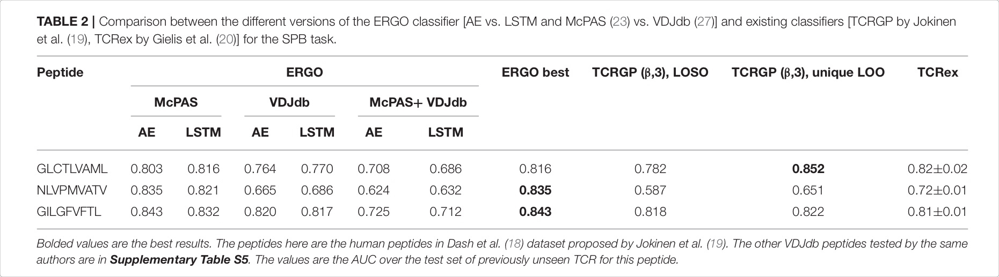 TABLE 2 | Comparison between the different versions of the ERGO classifier [AE vs. LSTM and McPAS (23) vs. VDJdb (27)] and existing classifiers [TCRGP by Jokinen
et al. (19), TCRex by Gielis et al. (20)] for the SPB task.
Peptide ERGO ERGO best TCRGP (β,3), LOSO TCRGP (β,3), unique LOO TCRex
McPAS VDJdb McPAS+ VDJdb
AE LSTM AE LSTM AE LSTM
GLCTLVAML 0.803 0.816 0.764 0.770 0.708 0.686 0.816 0.782 0.852 0.82±0.02
NLVPMVATV 0.835 0.821 0.665 0.686 0.624 0.632 0.835 0.587 0.651 0.72±0.01
GILGFVFTL 0.843 0.832 0.820 0.817 0.725 0.712 0.843 0.818 0.822 0.81±0.01
Bolded values are the best results. The peptides here are the human peptides in Dash et al. (18) dataset proposed by Jokinen et al. (19). The other VDJdb peptides tested by the same
authors are in Supplementary Table S5. The values are the AUC over the test set of previously unseen TCR for this peptide.